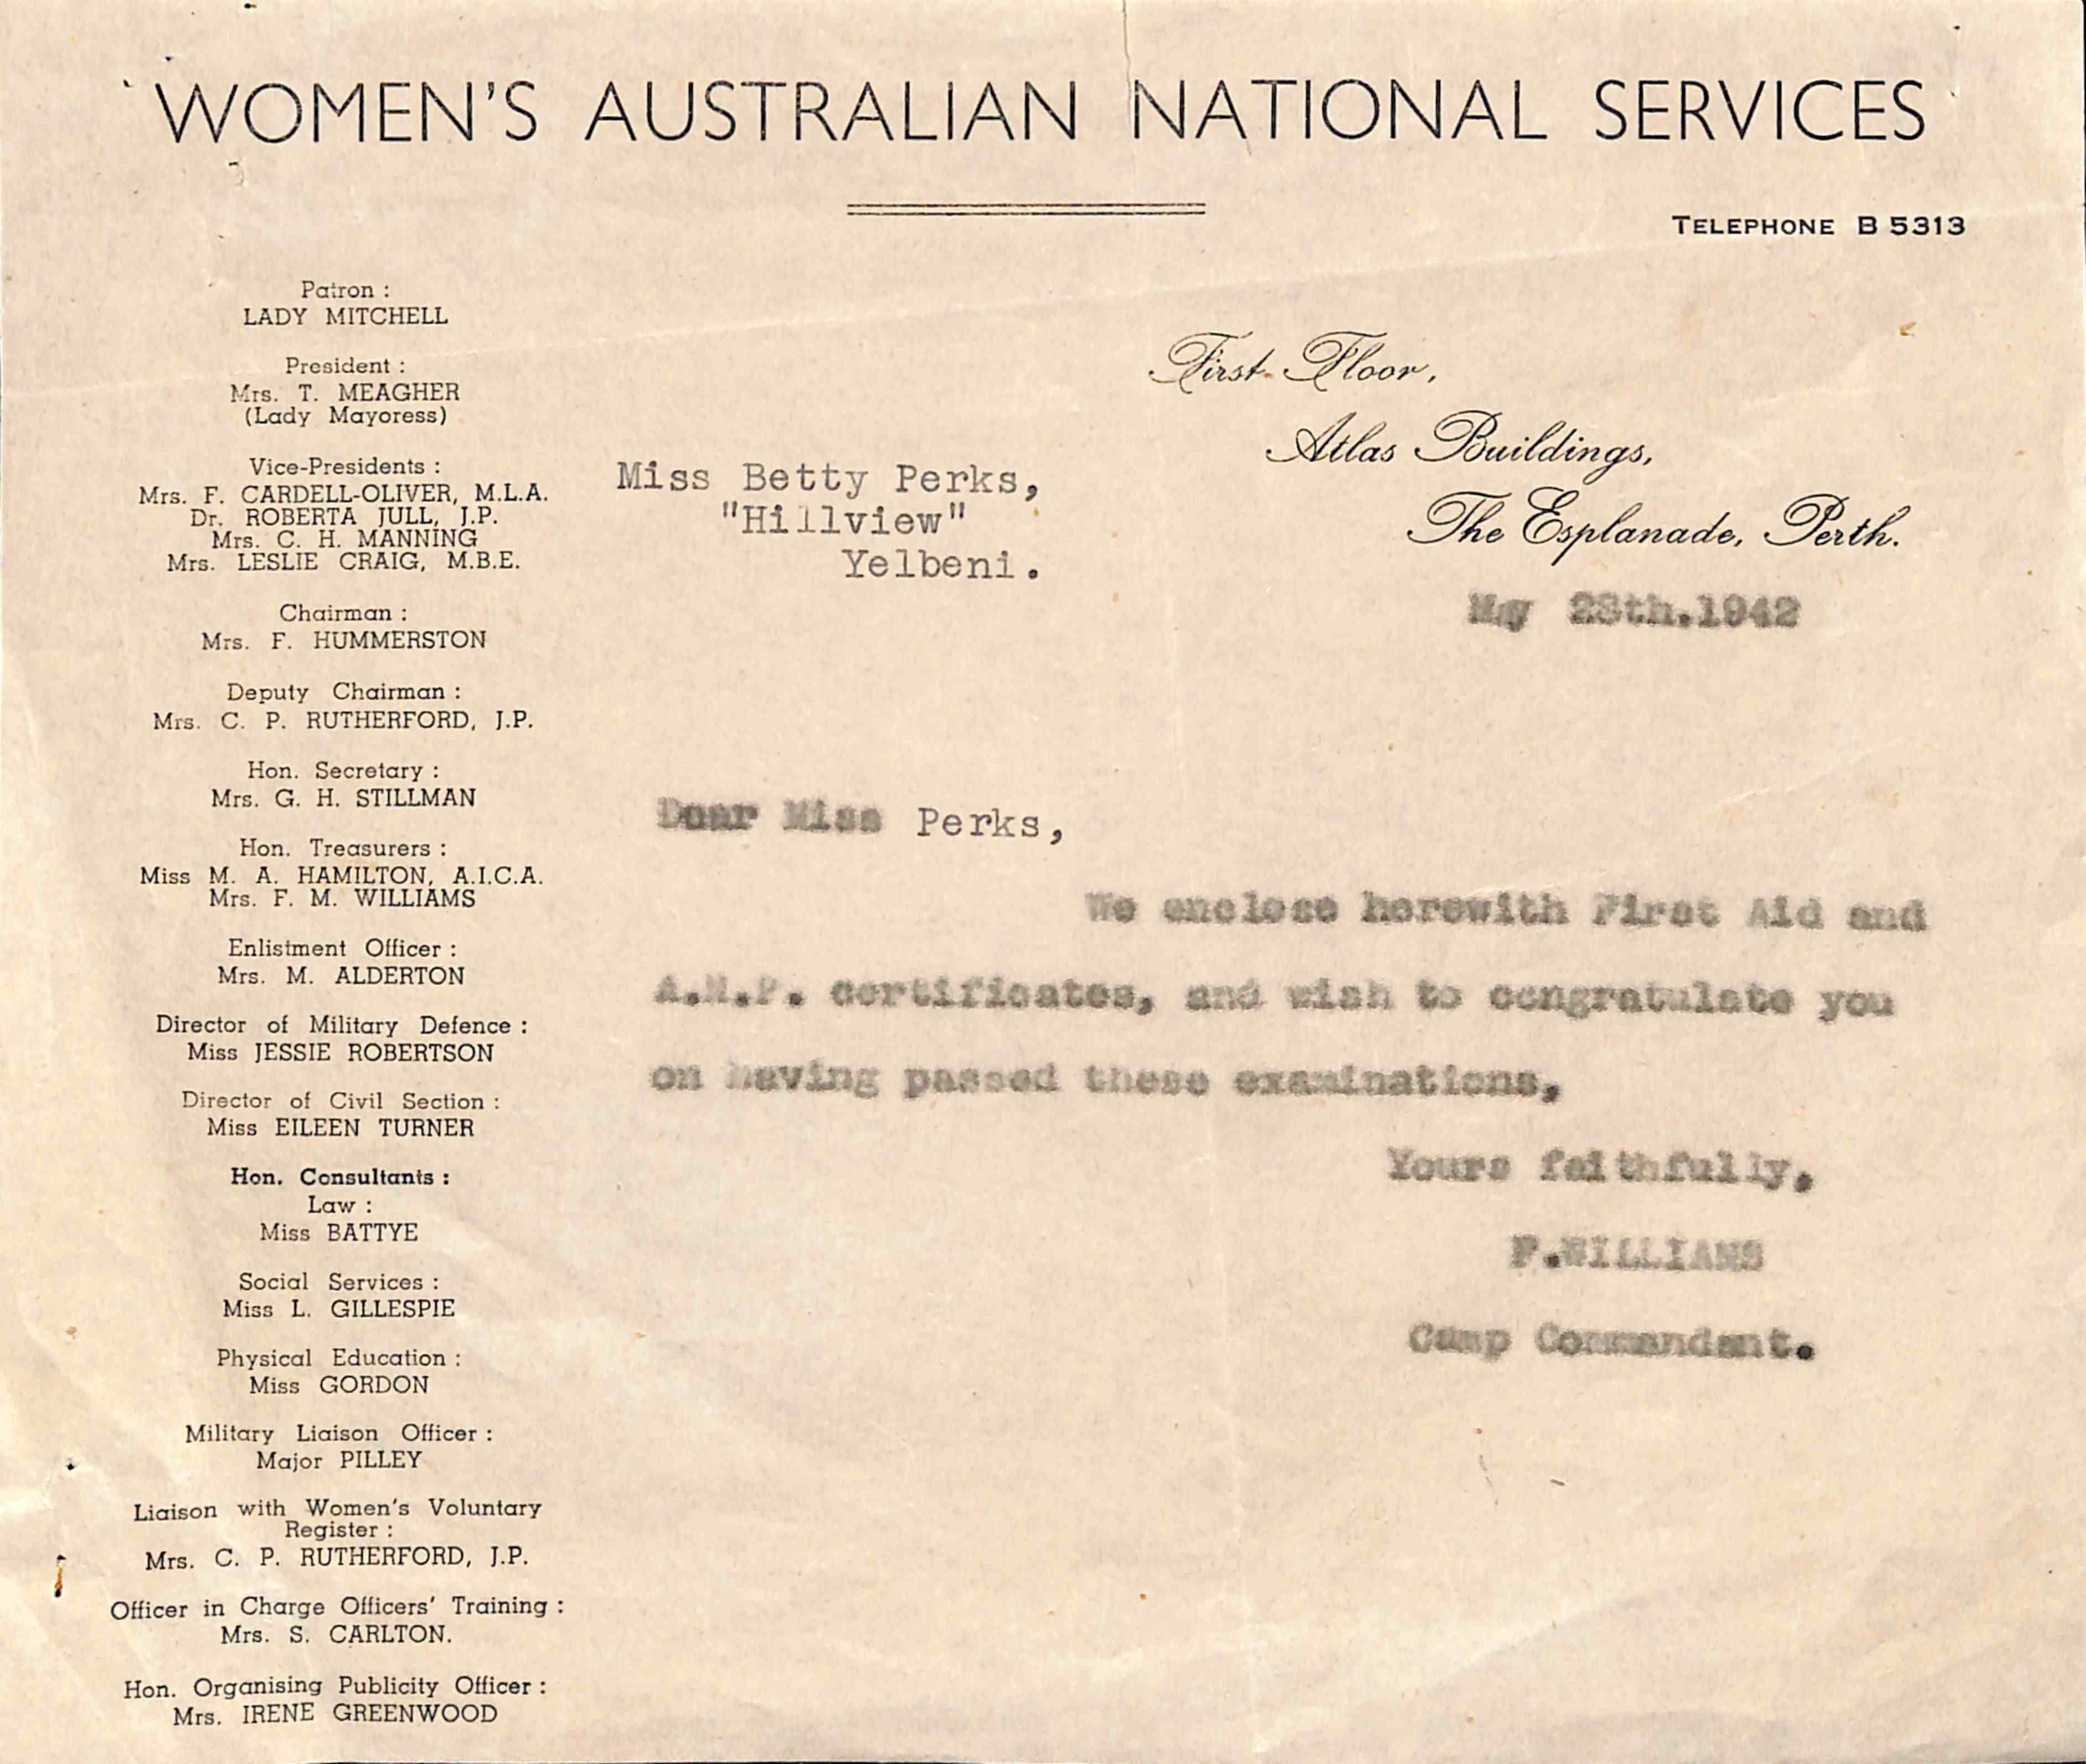 WOMEN'S AUSTRALIAN NATIONAL SERVICES
TELEPHONE B 5313
Patron :
LADY MITCHELL
President :
Mrs. T. MEAGHER
(Lady Mayoress)
Vice-Presidents :
Mrs. F. CARDELL-OLIVER, M.L.A.
Dr. ROBERTA JULL, J.P.
Mrs. C. H. MANNING
Mrs. LESLIE CRAIG, M.B.E.
Chairman :
Mrs. F. HUMMERSTON
Deputy Chairman :
Mrs. C. P. RUTHERFORD, J.P.
Hon. Secretary :
Mrs. G. H. STILLMAN
Hon. Treasurers :
Miss M. A. HAMILTON, A.I.C.A.
Mrs. F. M. WILLIAMS
Enlistment Officer :
Mrs. M. ALDERTON
Director of Military Defence :
Miss JESSIE ROBERTSON
Director of Civil Section :
Miss EILEEN TURNER
Hon. Consultants :
Law :
Miss BATTYE
Social Services :
Miss L. GILLESPIE
Physical Education :
Miss GORDON
Military Liaison Officer :
Major PILLEY
Liaison with Women's Voluntary
Register :
Mrs. C. P. RUTHERFORD, J.P.
Officer in Charge Officers' Training :
Mrs. S. CARLTON.
Hon. Organising Publicity Officer :
Mrs. IRENE GREENWOOD
First Floor,
Atlas Buildings,
The Esplanade, Perth.
May 28th.1942
Miss Betty Perks,
"Hillview"
Yelbeni.
Dear Miss Perks,
We enclose herewith First Aid and
certificates, and wish to congratulate you
on having passed these examinations,
Yours faithfully,
F.WILLIAMS
Camp Commandant.